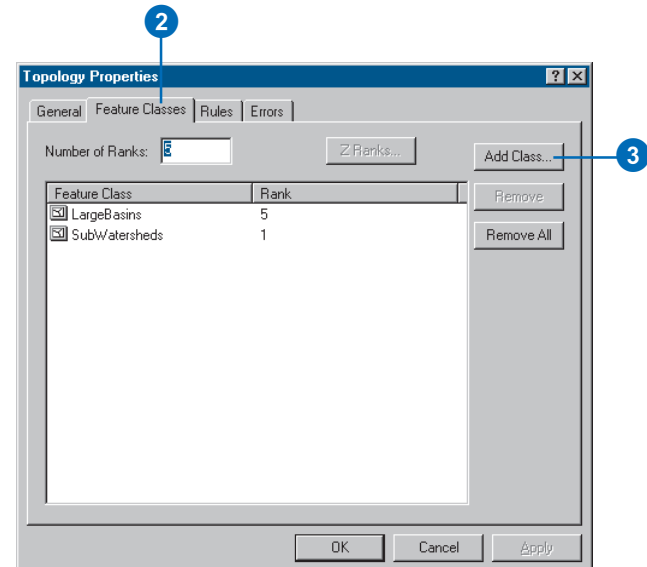 2
Topology Properties
General Feature Classes Rules Errors
Number of Ranks: 5 Z Ranks...
Add Class... 3
Feature Class Rank
LargeBasins 5
SubWatersheds 1
Remove
Remove All
OK Cancel Apply